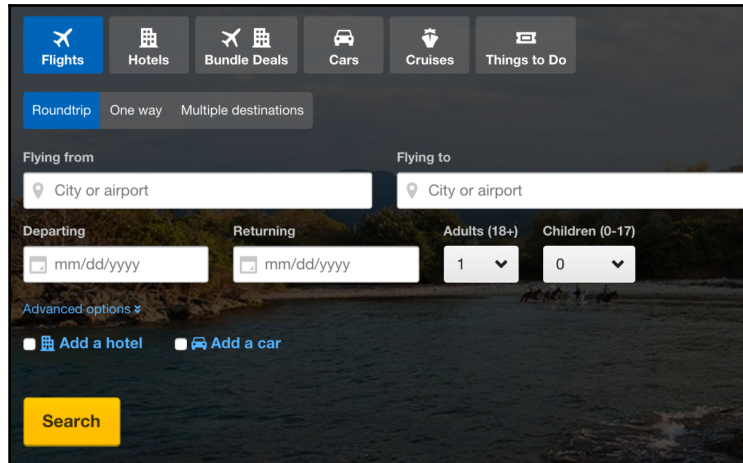 Flights Hotels Bundle Deals Cars Cruises Things to Do
Roundtrip One way Multiple destinations
Flying from Flying to
City or airport City or airport
Departing Returning Adults (18+) Children (0-17)
mm/dd/yyyy mm/dd/yyyy 1 0
Advanced options
Add a hotel Add a car
Search